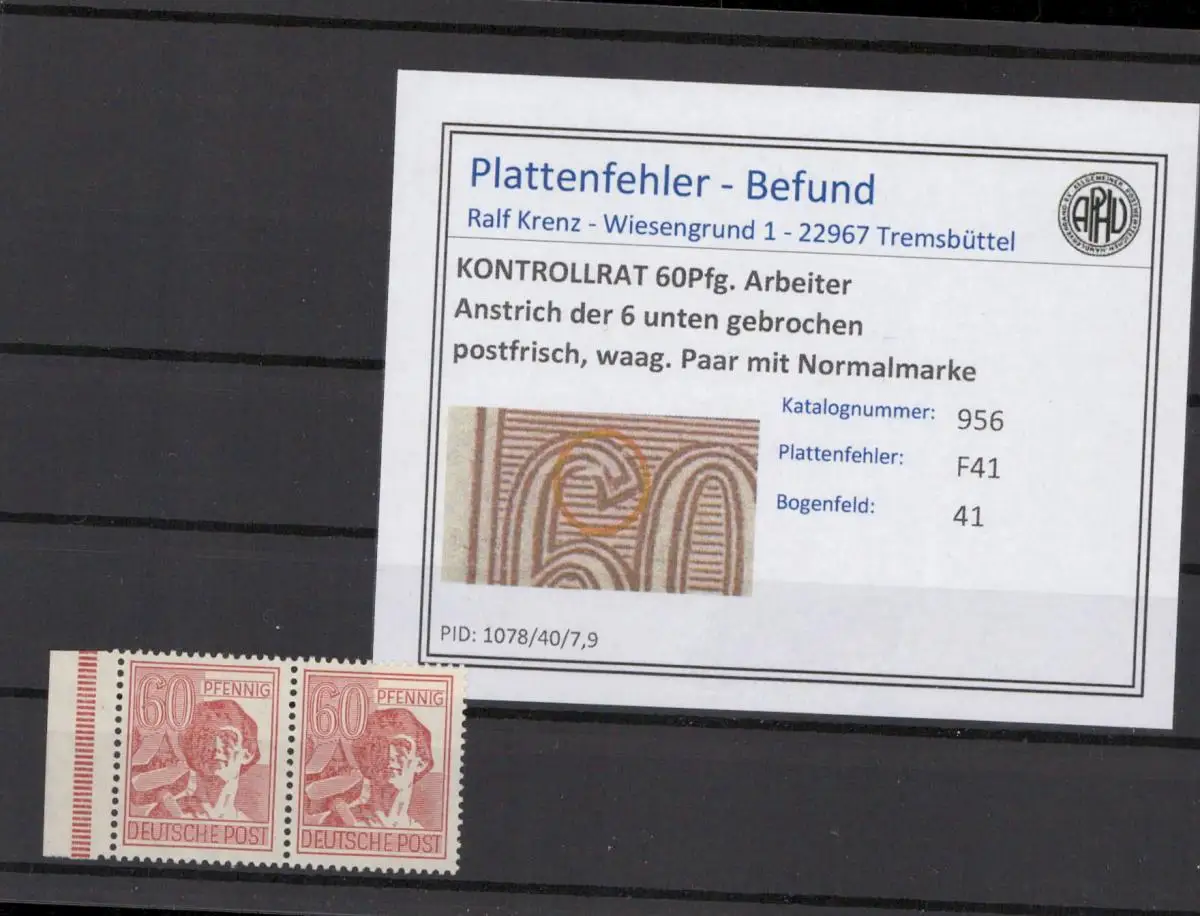 Plattenfehler - Befund
Ralf Krenz - Wiesengrund 1 - 22967 Tremsbüttel
APHV
KONTROLLRAT 60Pfg. Arbeiter
Anstrich der 6 unten gebrochen
postfrisch, waag. Paar mit Normalmarke
Katalognummer: 956
Plattenfehler: F41
Bogenfeld: 41
60
PID: 1078/40/7,9
60 PFENNIG
DEUTSCHE POST
60 PFENNIG
DEUTSCHE POST